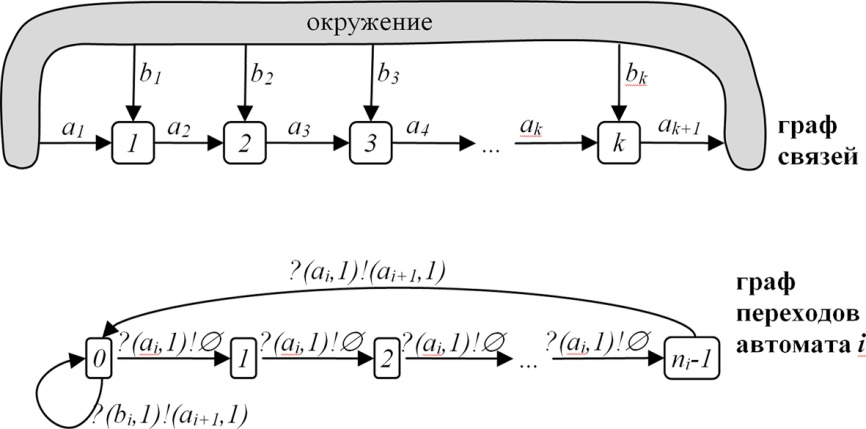 окружение
b1 b2 b3 bk
a1 1 a2 2 a3 3 a4 ... ak k ak+1
граф
связей
?(ai,1)!(ai+1,1)
граф
переходов
автомата i
?(ai,1)!∅ ?(ai,1)!∅ ?(ai,1)!∅ ?(ai,1)!∅
0 1 2 ... ni-1
?(bi,1)!(ai+1,1)